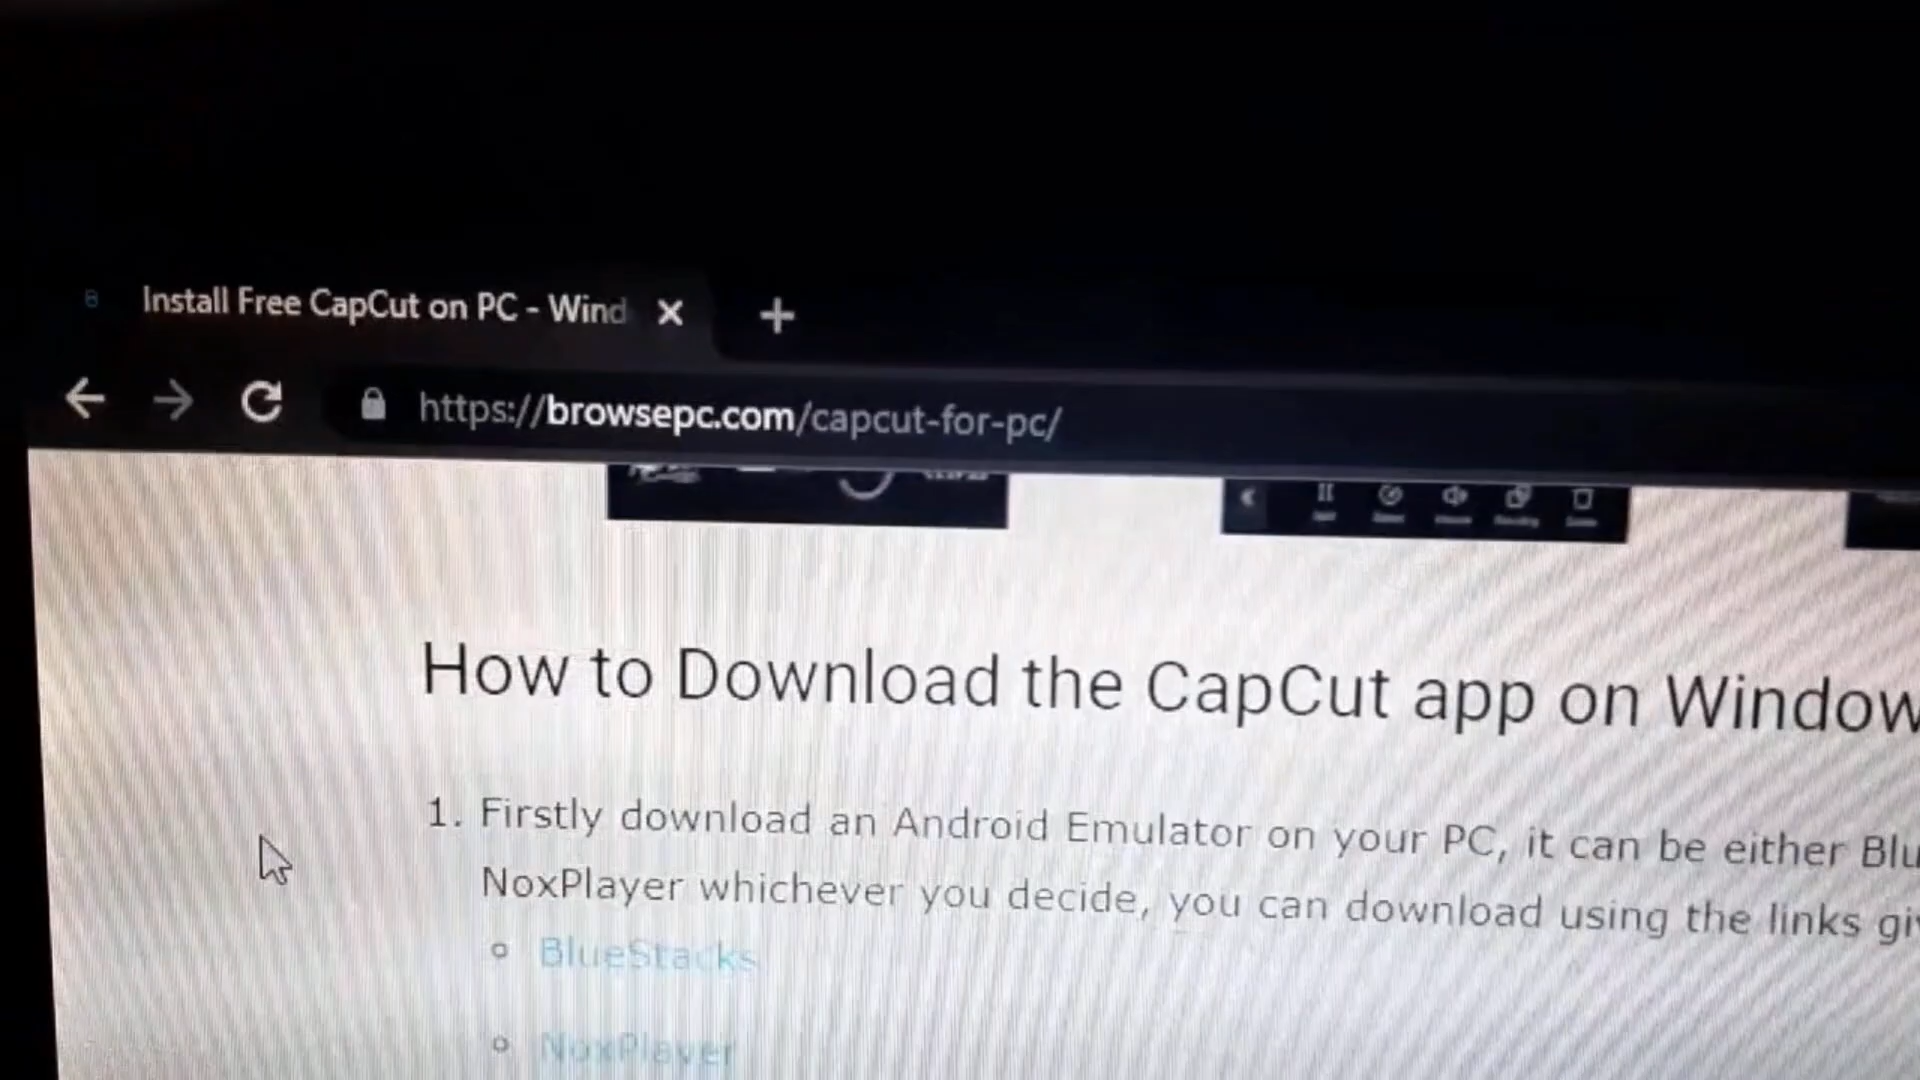 Install Free CapCut on PC - Wind
https://browsepc.com/capcut-for-pc/
How to Download the CapCut app on Window
1. Firstly download an Android Emulator on your PC, it can be either Blu
NoxPlayer whichever you decide, you can download using the links giv
BlueStacks
NoxPlayer